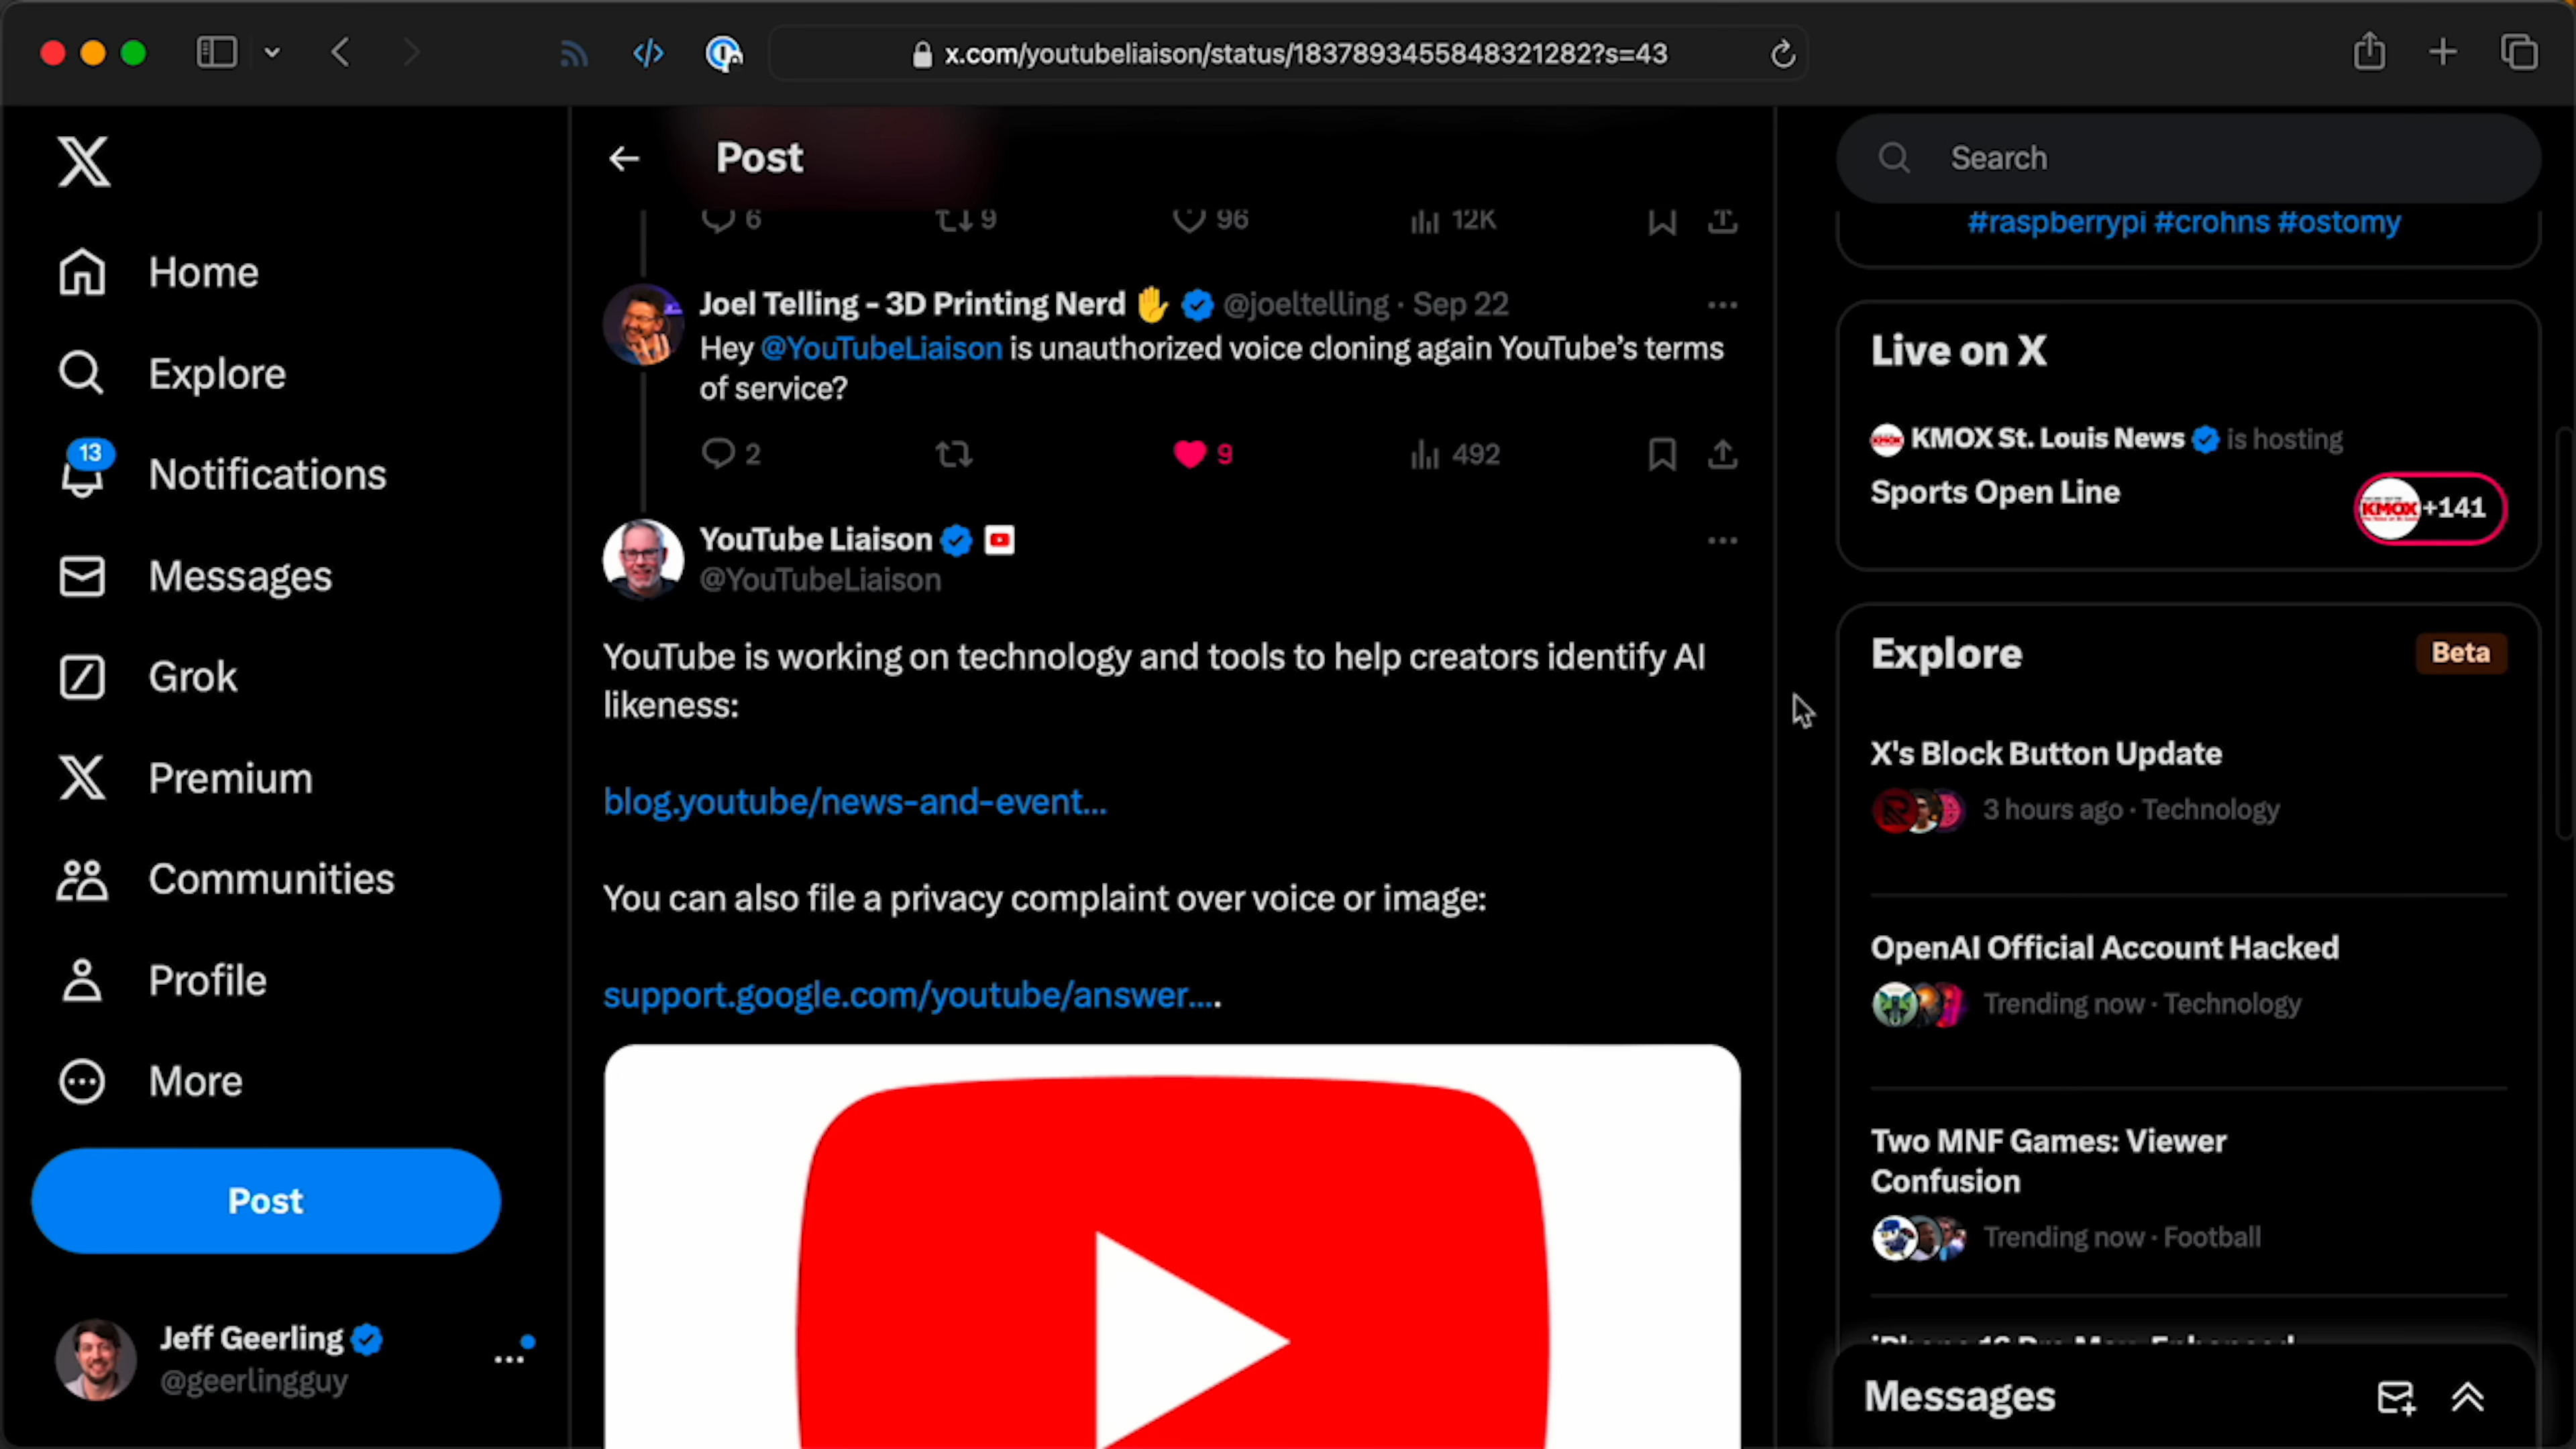 x.com/youtubeliaison/status/1837893455848321282?s=43
Home
Explore
13
Notifications
Messages
Grok
Premium
Communities
Profile
More
Post
Jeff Geerling
@geerlingguy
Post
6 9 96 12K
Joel Telling - 3D Printing Nerd ✋ @joeltelling · Sep 22
Hey @YouTubeLiaison is unauthorized voice cloning again YouTube’s terms
of service?
2 9 492
YouTube Liaison
@YouTubeLiaison
YouTube is working on technology and tools to help creators identify AI
likeness:
blog.youtube/news-and-event...
You can also file a privacy complaint over voice or image:
support.google.com/youtube/answer....
Search
#raspberrypi #crohns #ostomy
Live on X
KMOX St. Louis News is hosting
Sports Open Line
KMOX +141
Explore
Beta
X's Block Button Update
3 hours ago · Technology
OpenAI Official Account Hacked
Trending now · Technology
Two MNF Games: Viewer
Confusion
Trending now · Football
Messages